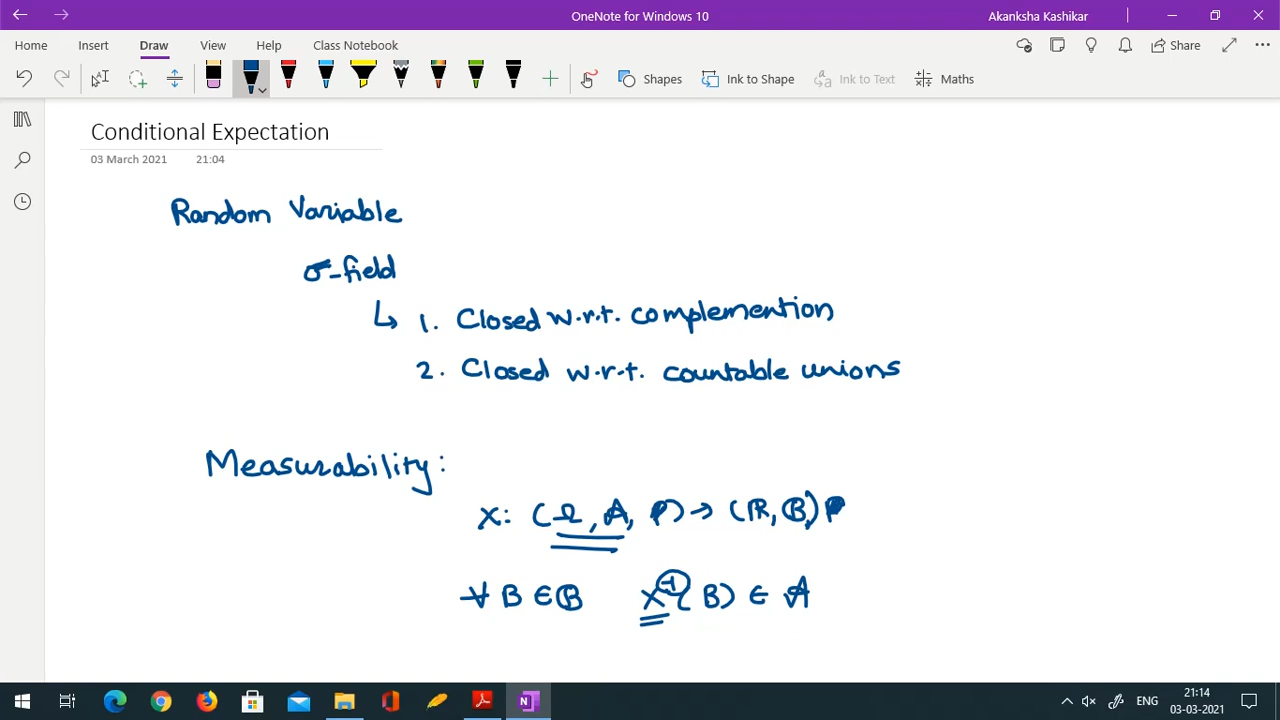 OneNote for Windows 10
Akanksha Kashikar
Home Insert Draw View Help Class Notebook
Share
Shapes Ink to Shape Ink to Text Maths
Conditional Expectation
03 March 2021 21:04
Random Variable
σ-field
↳ 1. Closed w.r.t. complemention
2. Closed w.r.t. countable unions
Measurability:
X: (Ω, A, P) → (R, B)
∀ B ∈ B X⁻¹(B) ∈ A
ENG
21:14
03-03-2021